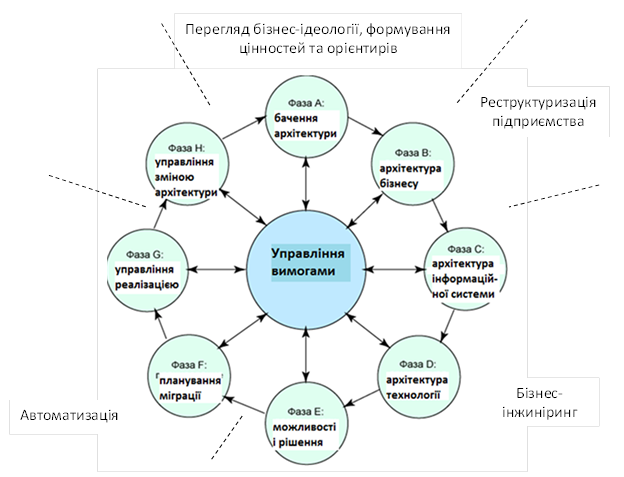 Перегляд бізнес-ідеології, формування
цінностей та орієнтирів
Реструктуризація
підприємства
Фаза A:
бачення
архітектури
Фаза H:
управління
зміною
архітектури
Фаза B:
архітектура
бізнесу
Управління
вимогами
Фаза G:
управління
реалізацією
Фаза C:
архітектура
інформацій-
ної системи
Фаза F:
планування
міграції
Фаза D:
архітектура
технології
Фаза E:
можливості
і рішення
Автоматизація
Бізнес-
інжиніринг